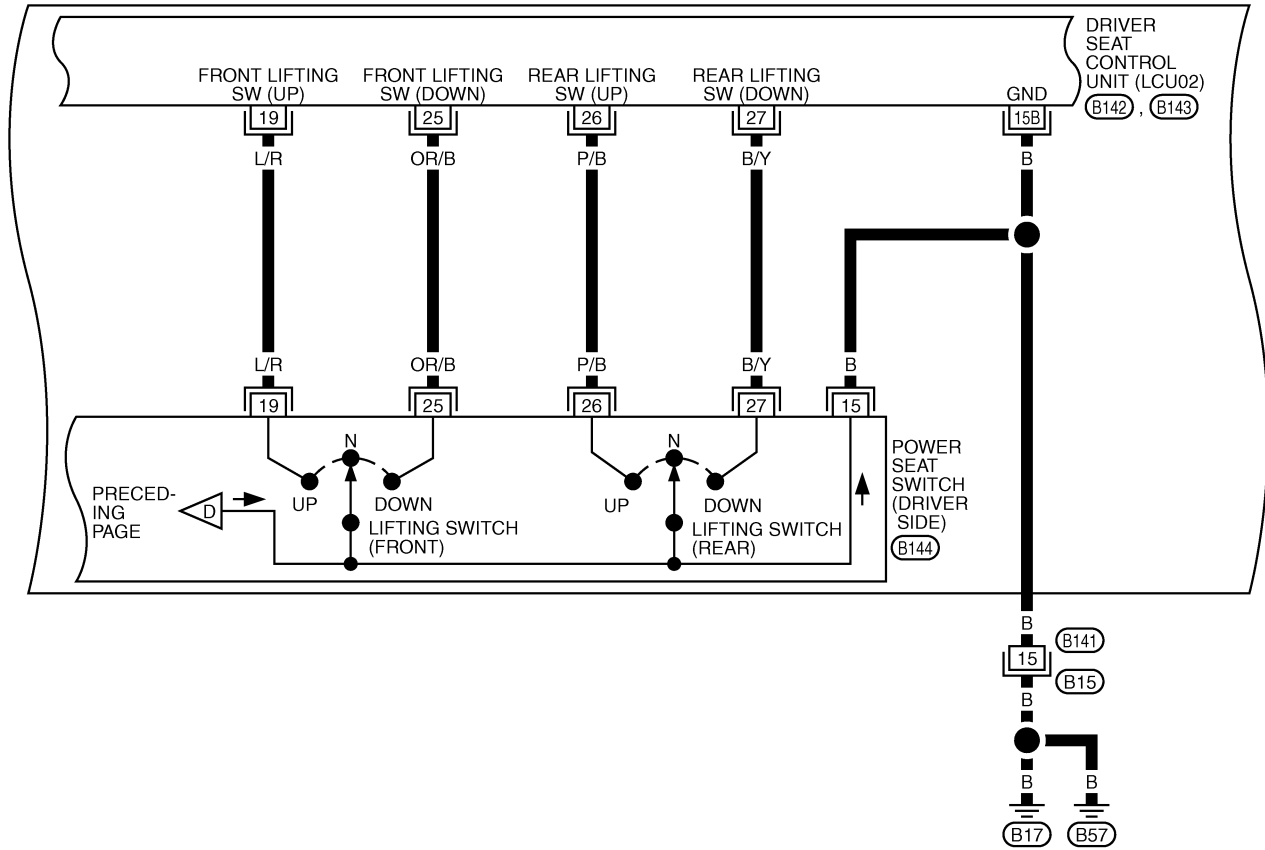 DRIVER
SEAT
CONTROL
UNIT (LCU02)
B142 , B143
FRONT LIFTING
SW (UP)
FRONT LIFTING
SW (DOWN)
REAR LIFTING
SW (UP)
REAR LIFTING
SW (DOWN)
GND
19 25 26 27 15B
L/R OR/B P/B B/Y B
L/R OR/B P/B B/Y B
19 25 26 27 15
N N
UP DOWN UP DOWN
PRECED-
ING
PAGE
D
LIFTING SWITCH
(FRONT)
LIFTING SWITCH
(REAR)
POWER
SEAT
SWITCH
(DRIVER
SIDE)
B144
B
B141
15
B15
B
B B
B17 B57